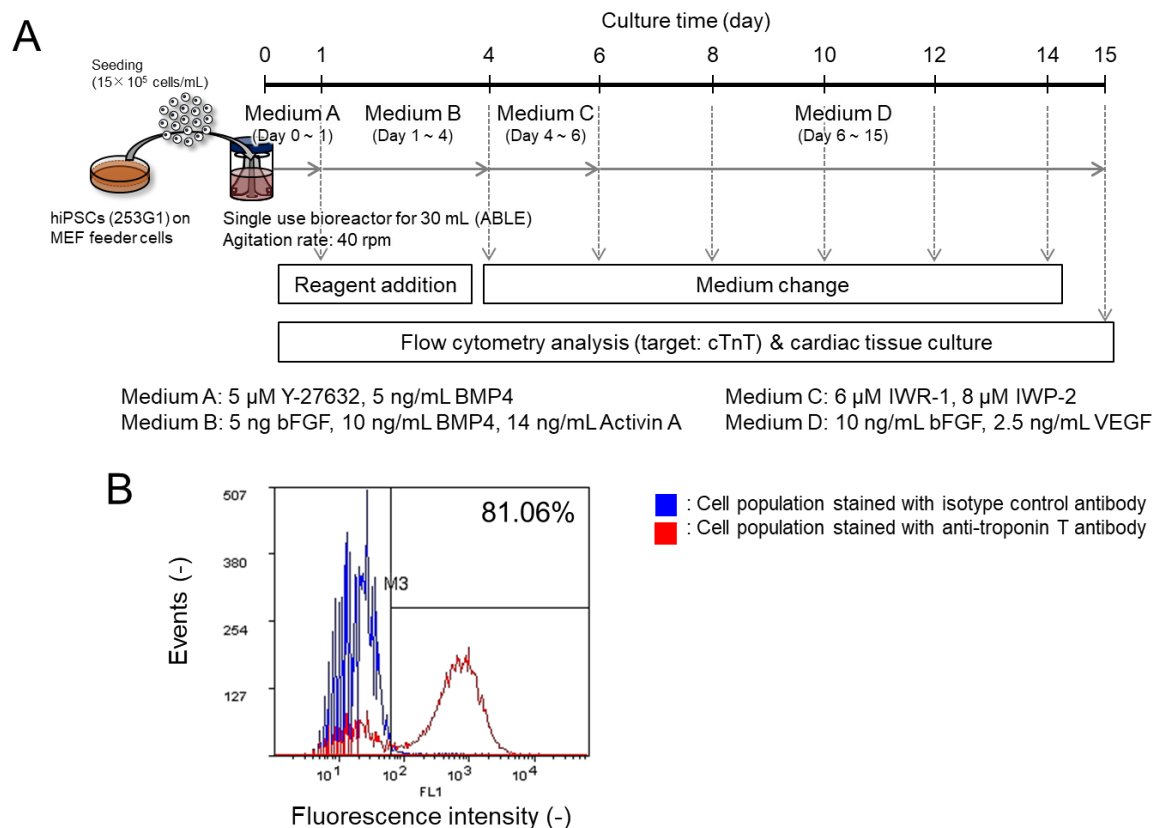 A
Culture time (day)
0 1 4 6 8 10 12 14 15
Seeding
(15× 10⁵ cells/mL)
Medium A Medium B Medium C Medium D
(Day 0 ~ 1) (Day 1 ~ 4) (Day 4 ~ 6) (Day 6 ~ 15)
hiPSCs (253G1) on
MEF feeder cells
Single use bioreactor for 30 mL (ABLE)
Agitation rate: 40 rpm
Reagent addition Medium change
Flow cytometry analysis (target: cTnT) & cardiac tissue culture
Medium A: 5 μM Y-27632, 5 ng/mL BMP4
Medium B: 5 ng bFGF, 10 ng/mL BMP4, 14 ng/mL Activin A
Medium C: 6 μM IWR-1, 8 μM IWP-2
Medium D: 10 ng/mL bFGF, 2.5 ng/mL VEGF
B
507
380
254
127
Events (-)
81.06%
M3
10¹ 10² 10³ 10⁴
FL1
Fluorescence intensity (-)
: Cell population stained with isotype control antibody
: Cell population stained with anti-troponin T antibody